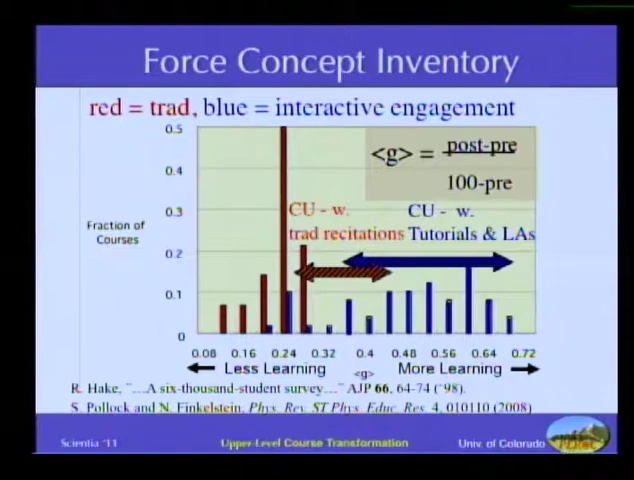 Force Concept Inventory
red = trad, blue = interactive engagement
<g> = post-pre
100-pre
0.5
0.4
0.3
0.2
0.1
0
Fraction of
Courses
CU - w.
trad recitations
CU - w.
Tutorials & LAs
0.08 0.16 0.24 0.32 0.4 0.48 0.56 0.64 0.72
Less Learning <g> More Learning
R. Hake, "…A six-thousand-student survey…" AJP 66, 64-74 ('98).
S. Pollock and N. Finkelstein, Phys. Rev. ST Phys. Educ. Res. 4, 010110 (2008)
Scientia '11 Upper-Level Course Transformation Univ. of Colorado